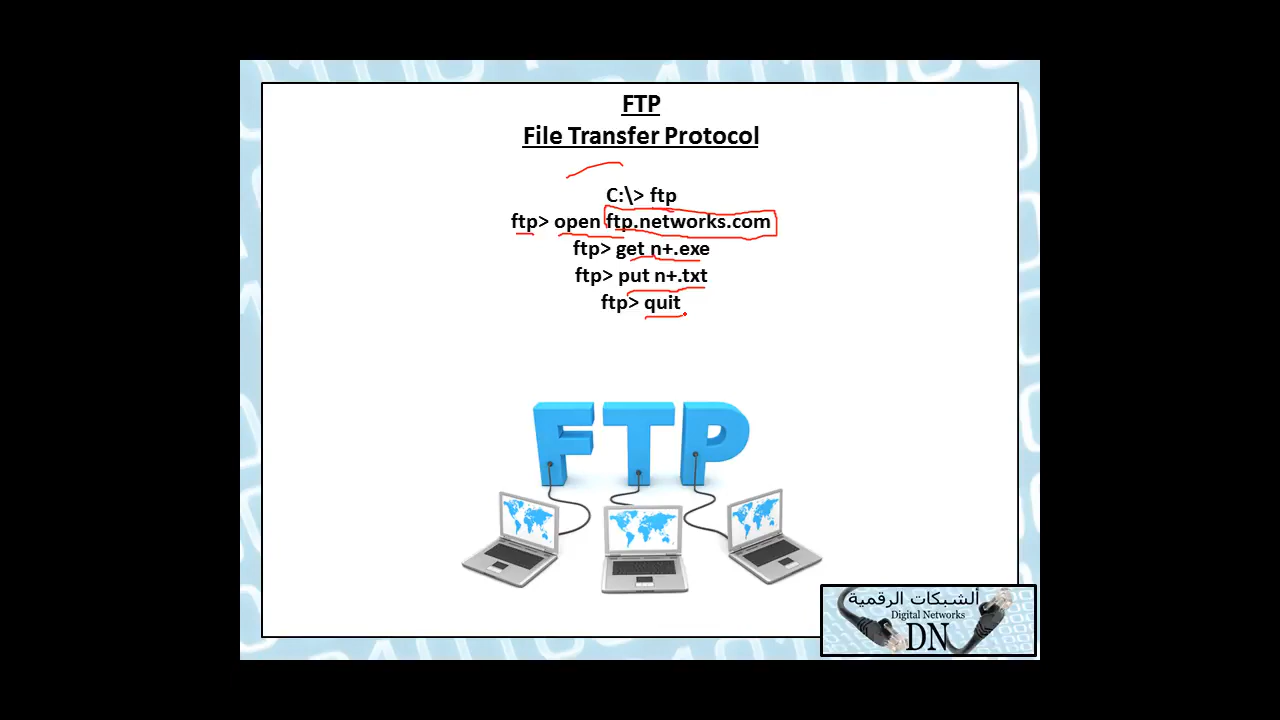 FTP
File Transfer Protocol
C:\> ftp
ftp> open ftp.networks.com
ftp> get n+.exe
ftp> put n+.txt
ftp> quit
FTP
ألشبكات الرقمية
Digital Networks
DN